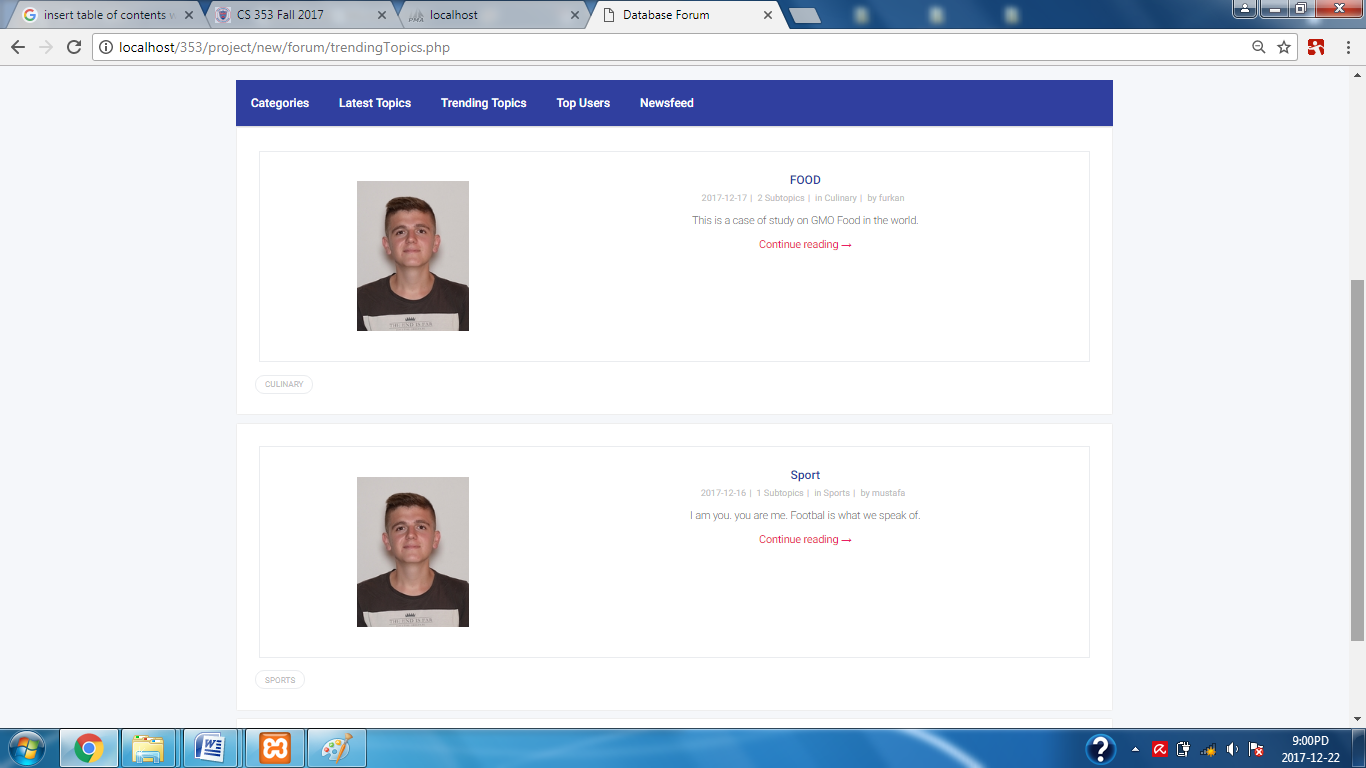 insert table of contents w
CS 353 Fall 2017
localhost
Database Forum
localhost/353/project/new/forum/trendingTopics.php
Categories Latest Topics Trending Topics Top Users Newsfeed
FOOD
2017-12-17 | 2 Subtopics | in Culinary | by furkan
This is a case of study on GMO Food in the world.
Continue reading →
CULINARY
Sport
2017-12-16 | 1 Subtopics | in Sports | by mustafa
I am you. you are me. Footbal is what we speak of.
Continue reading →
SPORTS
9:00PD
2017-12-22